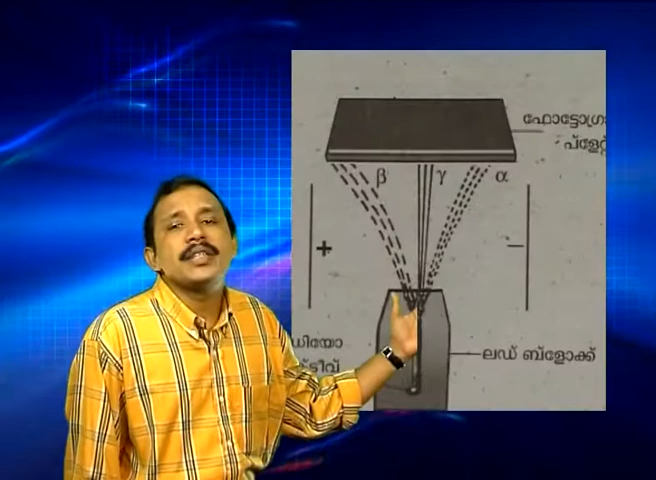 ഫോട്ടോഗ്ര
പ്ളേറ്റ്
β γ α
+ −
ഡിയോ
ലഡ് ബ്ളോക്ക്